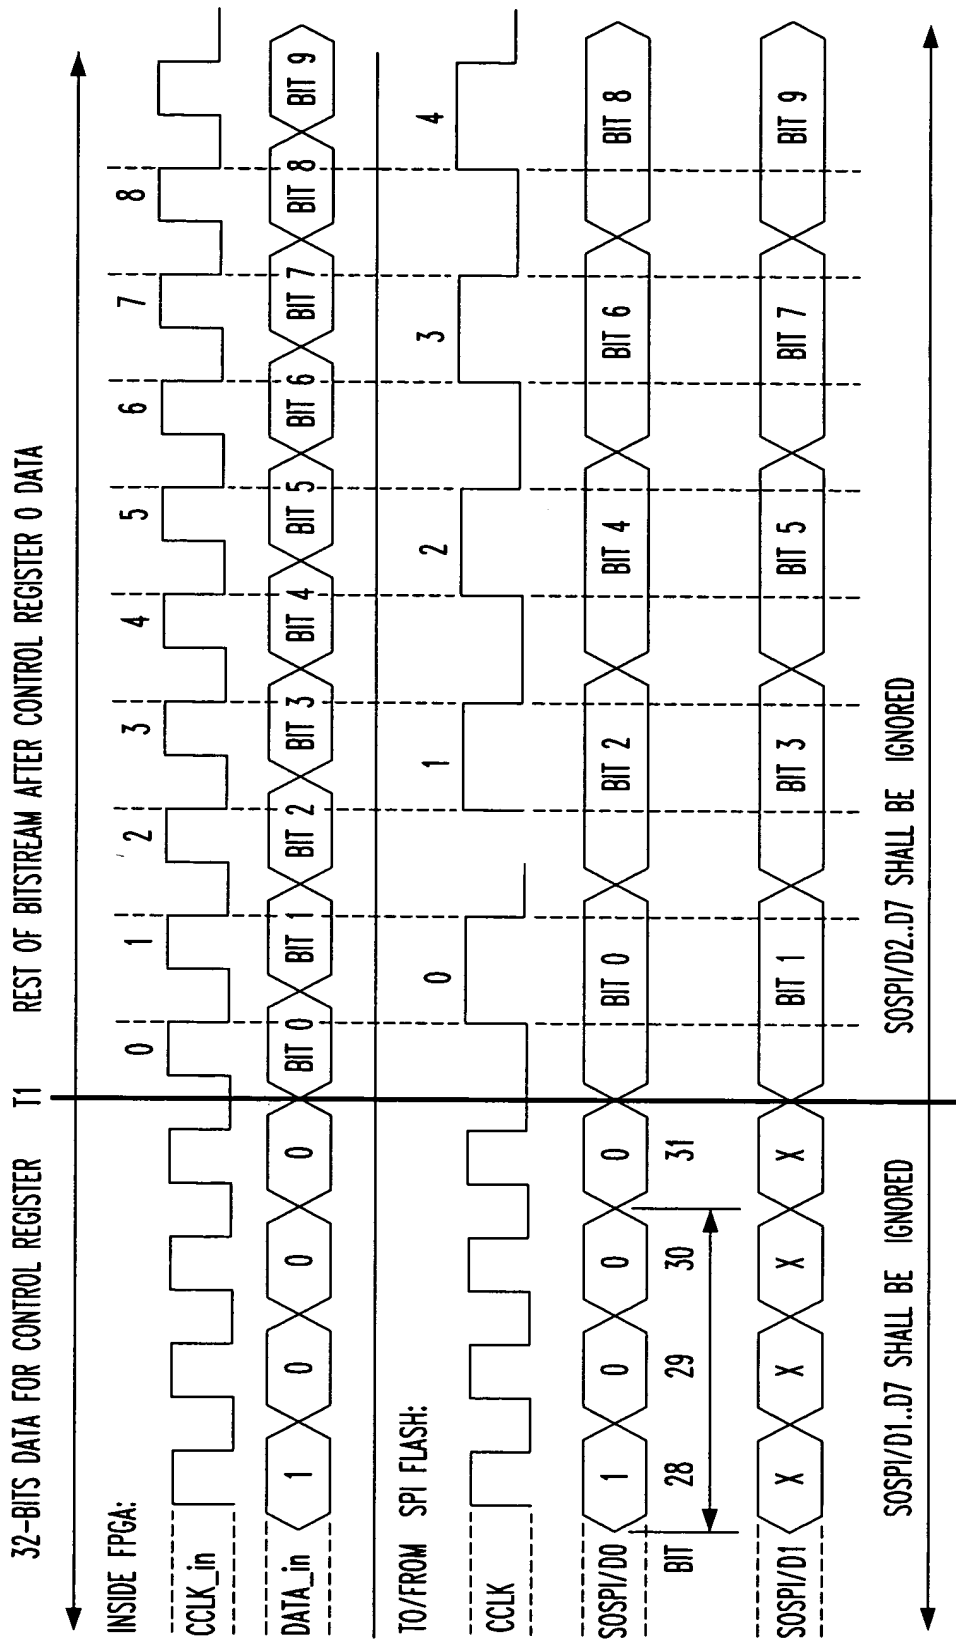 32-BITS DATA FOR CONTROL REGISTER T1 REST OF BITSTREAM AFTER CONTROL REGISTER 0 DATA
INSIDE FPGA:
0 1 2 3 4 5 6 7 8
CCLK_in
DATA_in 1 0 0 0 BIT 0 BIT 1 BIT 2 BIT 3 BIT 4 BIT 5 BIT 6 BIT 7 BIT 8 BIT 9
TO/FROM SPI FLASH:
0 1 2 3 4
CCLK
SOSPI/D0 1 0 0 0 BIT 0 BIT 2 BIT 4 BIT 6 BIT 8
BIT 28 29 30 31
SOSPI/D1 X X X X BIT 1 BIT 3 BIT 5 BIT 7 BIT 9
SOSPI/D1..D7 SHALL BE IGNORED SOSPI/D2..D7 SHALL BE IGNORED